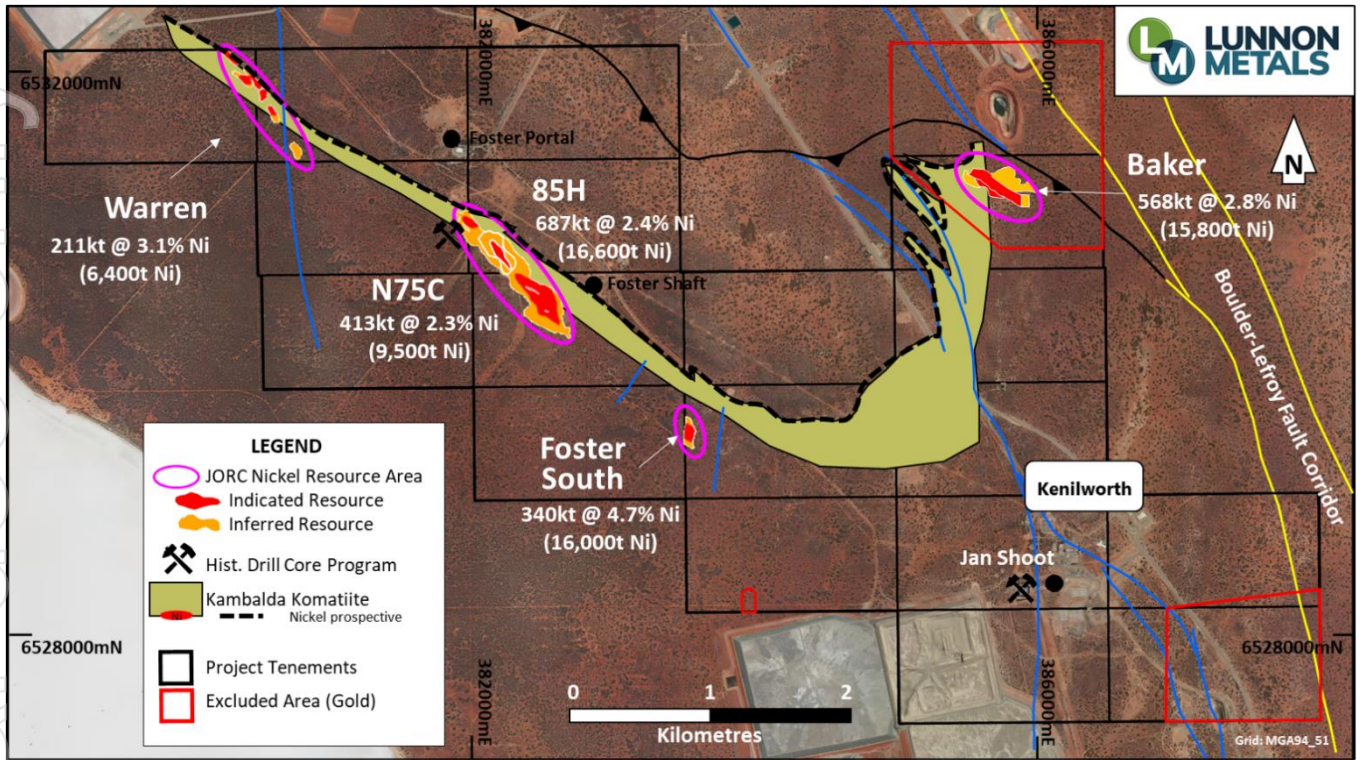 LUNNON
METALS
LM
6532000mN
382000mE
386000mE
N
Foster Portal
Warren
211kt @ 3.1% Ni
(6,400t Ni)
85H
687kt @ 2.4% Ni
(16,600t Ni)
Baker
568kt @ 2.8% Ni
(15,800t Ni)
Foster Shaft
N75C
413kt @ 2.3% Ni
(9,500t Ni)
Boulder-Lefroy Fault Corridor
Foster
South
340kt @ 4.7% Ni
(16,000t Ni)
Kenilworth
Jan Shoot
LEGEND
JORC Nickel Resource Area
Indicated Resource
Inferred Resource
Hist. Drill Core Program
Kambalda Komatiite
Ni
Nickel prospective
Project Tenements
Excluded Area (Gold)
6528000mN
6528000mN
382000mE
386000mE
0 1 2
Kilometres
Grid: MGA94_51